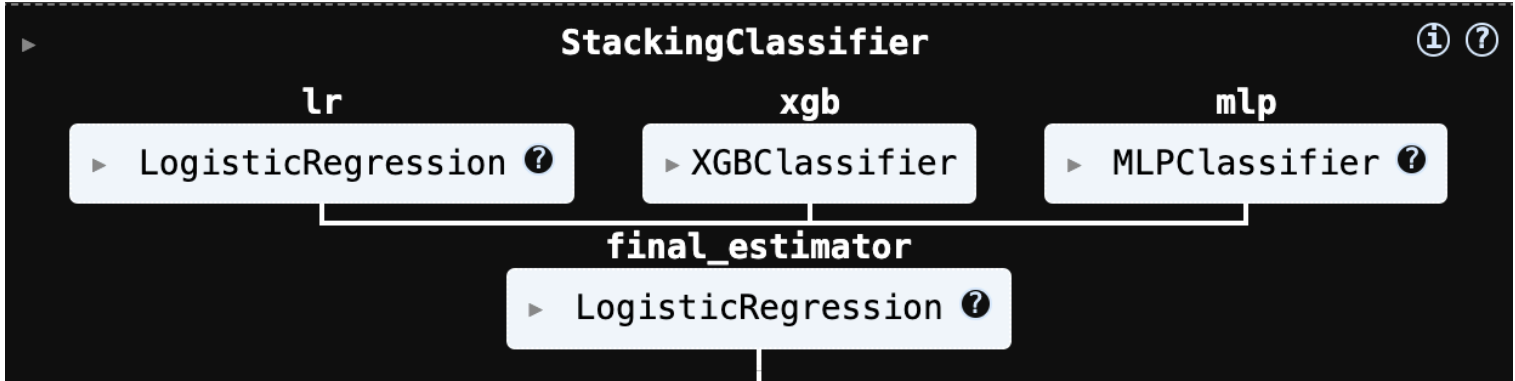 StackingClassifier i ?
lr xgb mlp
LogisticRegression ? XGBClassifier MLPClassifier ?
final_estimator
LogisticRegression ?